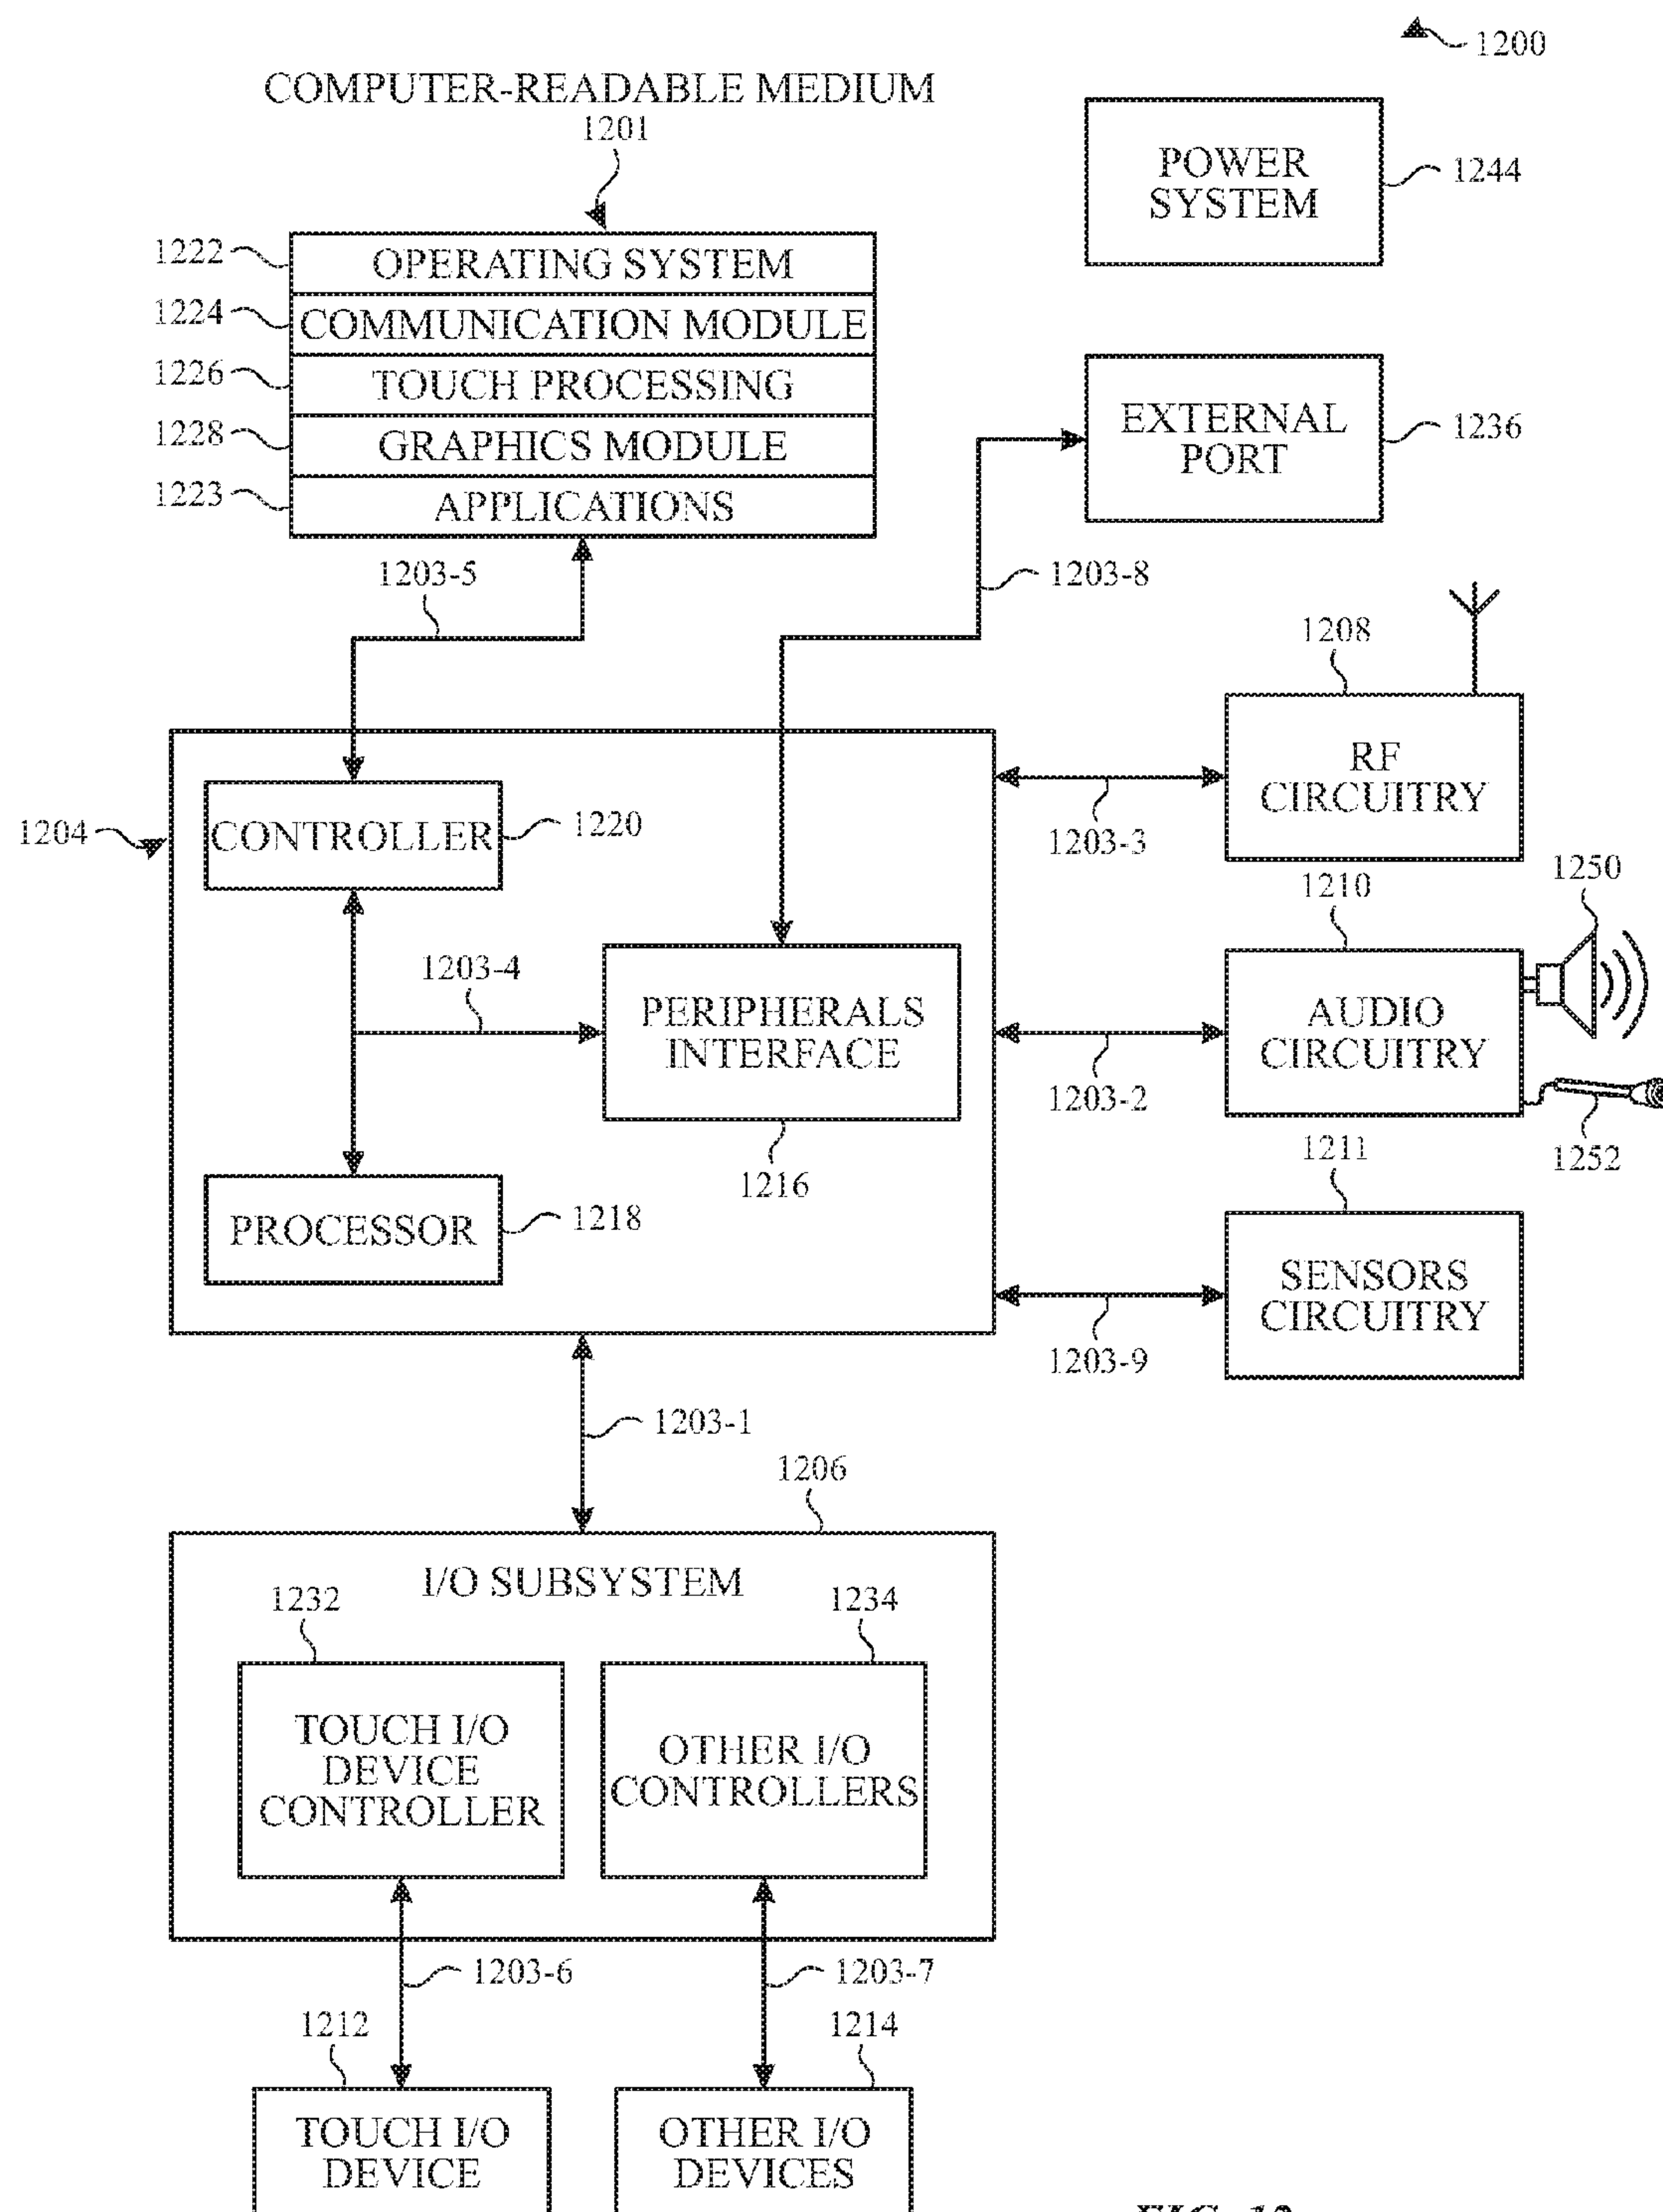 1200
COMPUTER-READABLE MEDIUM
1201
POWER
SYSTEM
1244
1222
OPERATING SYSTEM
1224
COMMUNICATION MODULE
1226
TOUCH PROCESSING
1228
GRAPHICS MODULE
1223
APPLICATIONS
EXTERNAL
PORT
1236
1203-5
1203-8
1208
RF
CIRCUITRY
1203-3
1204
CONTROLLER
1220
1203-4
PERIPHERALS
INTERFACE
1216
PROCESSOR
1218
1210
1250
AUDIO
CIRCUITRY
1203-2
1252
1211
SENSORS
CIRCUITRY
1203-9
1203-1
1206
I/O SUBSYSTEM
1232
1234
TOUCH I/O
DEVICE
CONTROLLER
OTHER I/O
CONTROLLERS
1203-6
1203-7
1212
1214
TOUCH I/O
DEVICE
OTHER I/O
DEVICES